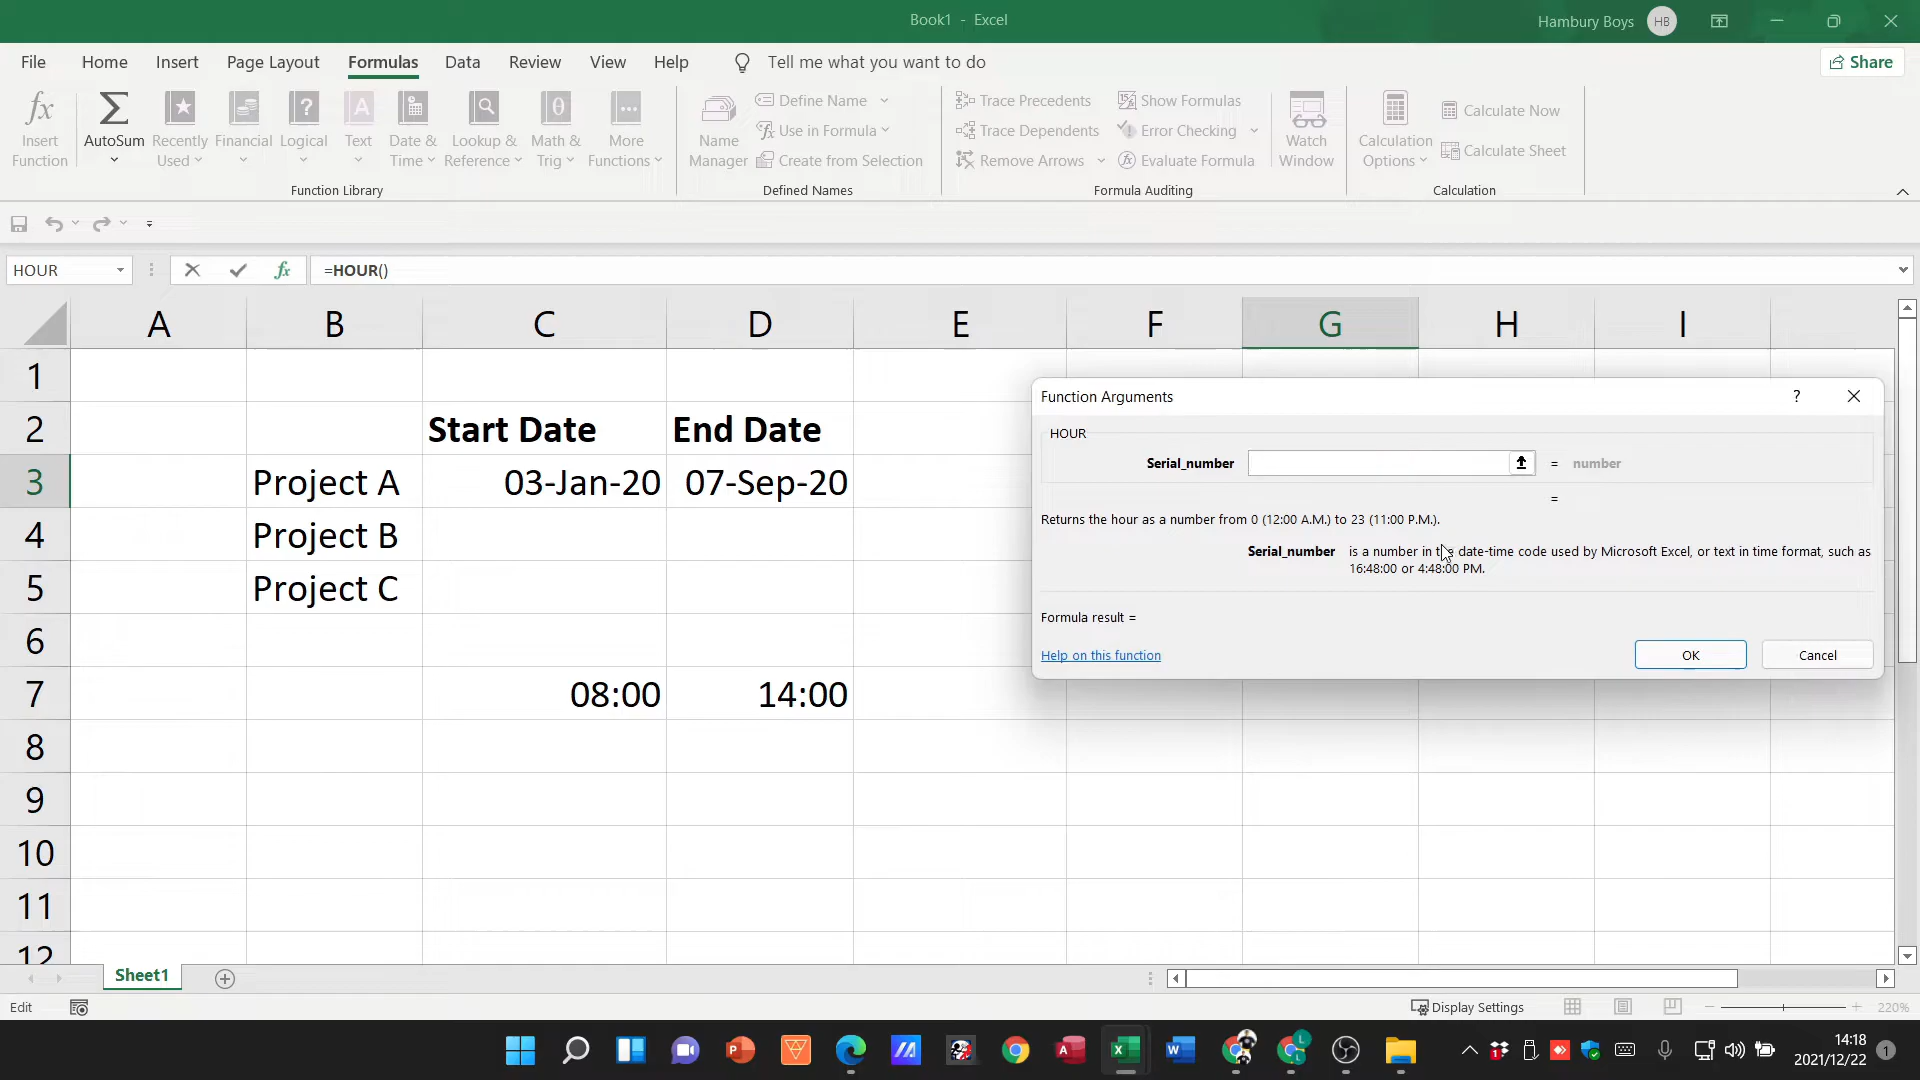 Book1 - Excel
Hambury Boys HB
File Home Insert Page Layout Formulas Data Review View Help Tell me what you want to do
Share
Insert Function
AutoSum
Recently Used
Financial
Logical
Text
Date & Time
Lookup & Reference
Math & Trig
More Functions
Function Library
Name Manager
Define Name
Use in Formula
Create from Selection
Defined Names
Trace Precedents
Trace Dependents
Remove Arrows
Show Formulas
Error Checking
Evaluate Formula
Formula Auditing
Watch Window
Calculation Options
Calculate Now
Calculate Sheet
Calculation
HOUR
fx
=HOUR()
A B C D E F G H I
1
2 Start Date End Date
3 Project A 03-Jan-20 07-Sep-20
4 Project B
5 Project C
6
7 08:00 14:00
8
9
10
11
12
Function Arguments ?
HOUR
Serial_number = number
=
Returns the hour as a number from 0 (12:00 A.M.) to 23 (11:00 P.M.).
Serial_number is a number in the date-time code used by Microsoft Excel, or text in time format, such as
16:48:00 or 4:48:00 PM.
Formula result =
Help on this function
OK Cancel
Sheet1
Edit
Display Settings
220%
14:18
2021/12/22
1